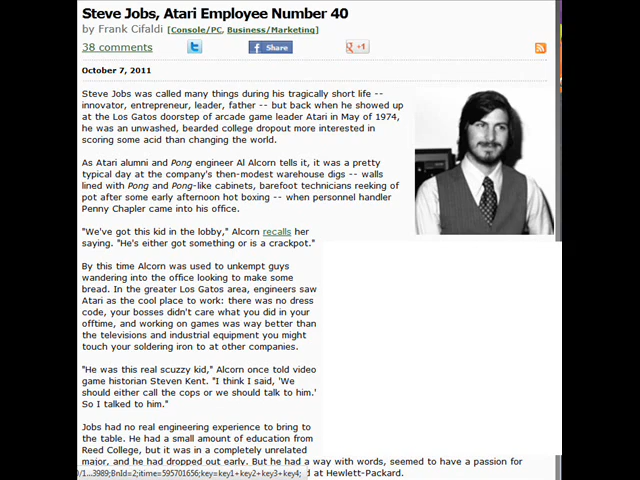 Steve Jobs, Atari Employee Number 40
by Frank Cifaldi [Console/PC, Business/Marketing]
38 comments
Share
+1
October 7, 2011
Steve Jobs was called many things during his tragically short life --
innovator, entrepreneur, leader, father -- but back when he showed up
at the Los Gatos doorstep of arcade game leader Atari in May of 1974,
he was an unwashed, bearded college dropout more interested in
scoring some acid than changing the world.
As Atari alumni and Pong engineer Al Alcorn tells it, it was a pretty
typical day at the company's then-modest warehouse digs -- walls
lined with Pong and Pong-like cabinets, barefoot technicians reeking of
pot after some early afternoon hot boxing -- when personnel handler
Penny Chapler came into his office.
"We've got this kid in the lobby," Alcorn recalls her
saying. "He's either got something or is a crackpot."
By this time Alcorn was used to unkempt guys
wandering into the office looking to make some
bread. In the greater Los Gatos area, engineers saw
Atari as the cool place to work: there was no dress
code, your bosses didn't care what you did in your
offtime, and working on games was way better than
the televisions and industrial equipment you might
touch your soldering iron to at other companies.
"He was this real scuzzy kid," Alcorn once told video
game historian Steven Kent. "I think I said, 'We
should either call the cops or we should talk to him.'
So I talked to him."
Jobs had no real engineering experience to bring to
the table. He had a small amount of education from
Reed College, but it was in a completely unrelated
major, and he had dropped out early. But he had a way with words, seemed to have a passion for
0/1...3989;BnId=2;itime=595701656;key=key1+key2+key3+key4; d at Hewlett-Packard.